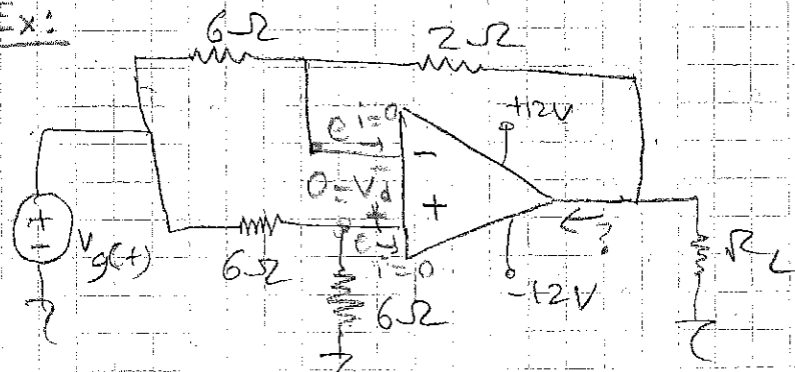 Ex:
6Ω 2Ω
e i=0 +12V
-
0=Vd
+
+
- vg(t)
e
i=0
?
6Ω
6Ω
-12V
RL